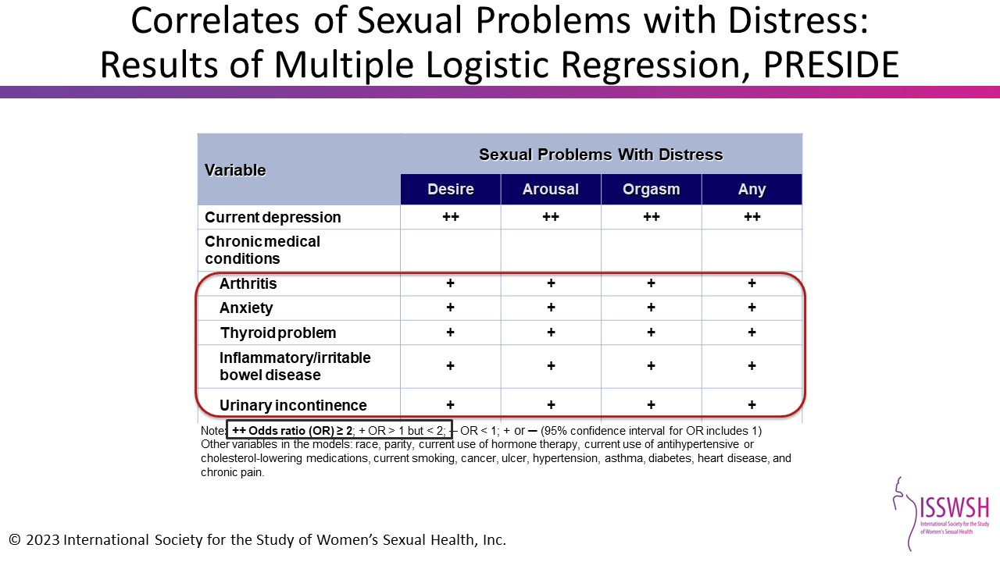 Correlates of Sexual Problems with Distress:
Results of Multiple Logistic Regression, PRESIDE
Variable
Sexual Problems With Distress
Desire Arousal Orgasm Any
Current depression ++ ++ ++ ++
Chronic medical
conditions
Arthritis + + + +
Anxiety + + + +
Thyroid problem + + + +
Inflammatory/irritable
bowel disease + + + +
Urinary incontinence + + + +
Note: ++ Odds ratio (OR) ≥ 2; + OR > 1 but < 2; – OR < 1; + or – (95% confidence interval for OR includes 1)
Other variables in the models: race, parity, current use of hormone therapy, current use of antihypertensive or
cholesterol-lowering medications, current smoking, cancer, ulcer, hypertension, asthma, diabetes, heart disease, and
chronic pain.
ISSWSH
International Society for the Study
of Women's Sexual Health
© 2023 International Society for the Study of Women’s Sexual Health, Inc.